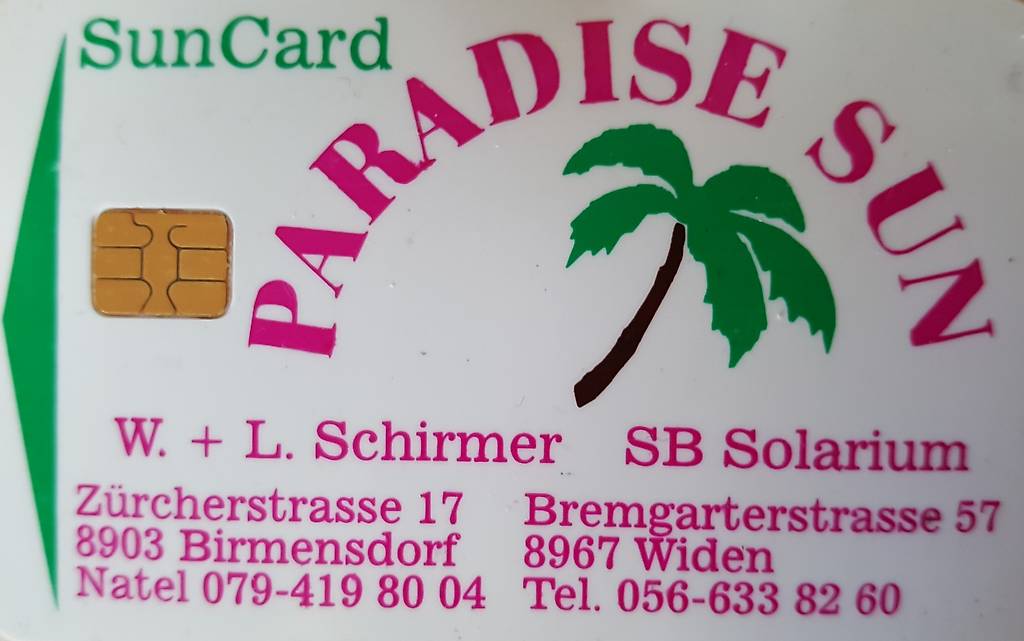 SunCard
PARADISE SUN
W. + L. Schirmer SB Solarium
Zürcherstrasse 17
8903 Birmensdorf
Natel 079-419 80 04
Bremgarterstrasse 57
8967 Widen
Tel. 056-633 82 60